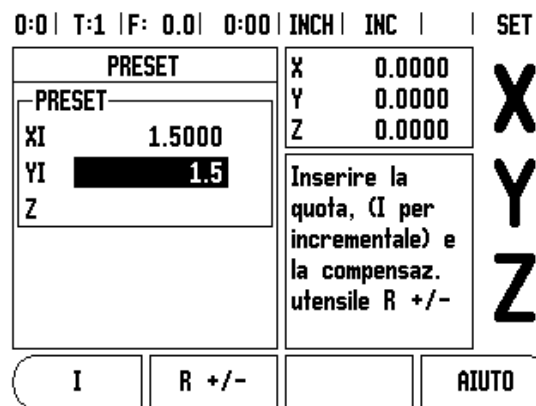 0:0 | T:1 | F: 0.0 | 0:00 | INCH | INC | | SET
PRESET
PRESET
XI 1.5000
YI 1.5
Z
X 0.0000
Y 0.0000
Z 0.0000
Inserire la
quota, (I per
incrementale) e
la compensaz.
utensile R +/-
X
Y
Z
I
R +/-
AIUTO